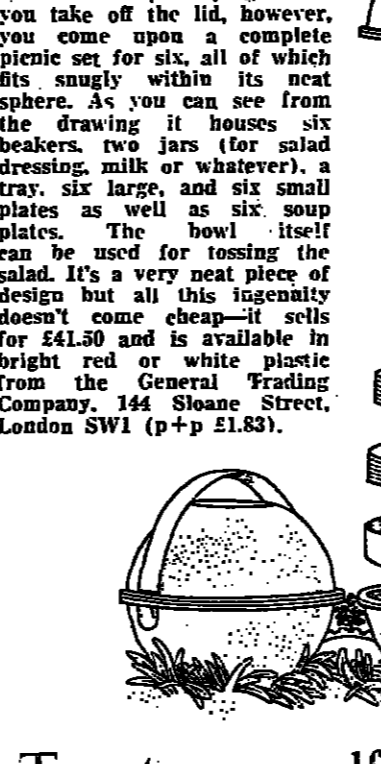 you take off the lid, however,
you come upon a complete
picnic set for six, all of which
fits snugly within its neat
sphere. As you can see from
the drawing it houses six
beakers, two jars (for salad
dressing, milk or whatever), a
tray, six large, and six small
plates as well as six soup
plates. The bowl itself
can be used for tossing the
salad. It's a very neat piece of
design but all this ingenuity
doesn't come cheap—it sells
for £41.50 and is available in
bright red or white plastic
from the General Trading
Company, 144 Sloane Street,
London SW1 (p+p £1.83).